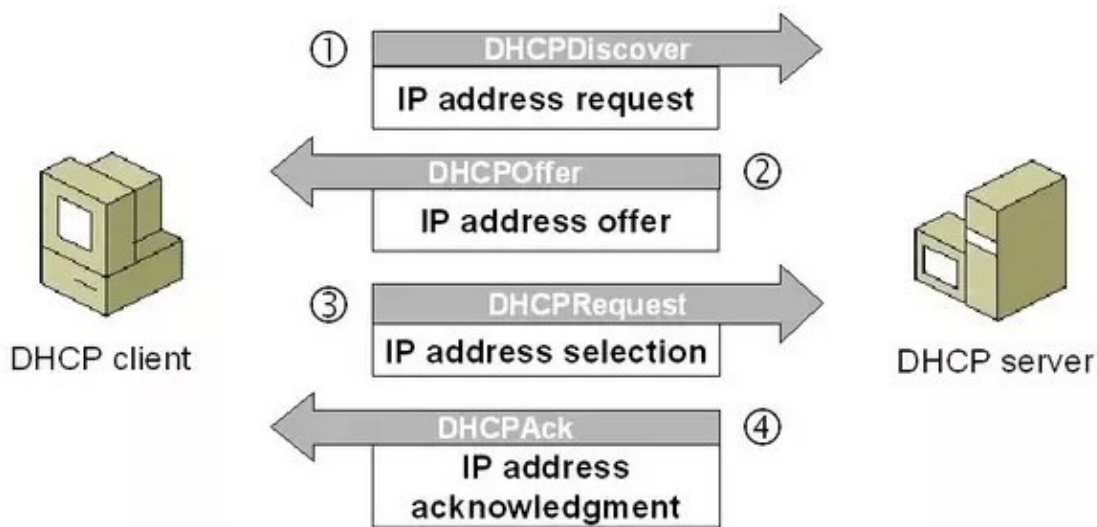 ①
DHCPDiscover
IP address request
DHCPOffer
②
IP address offer
③
DHCPRequest
IP address selection
DHCP client
DHCP server
DHCPAck
④
IP address
acknowledgment